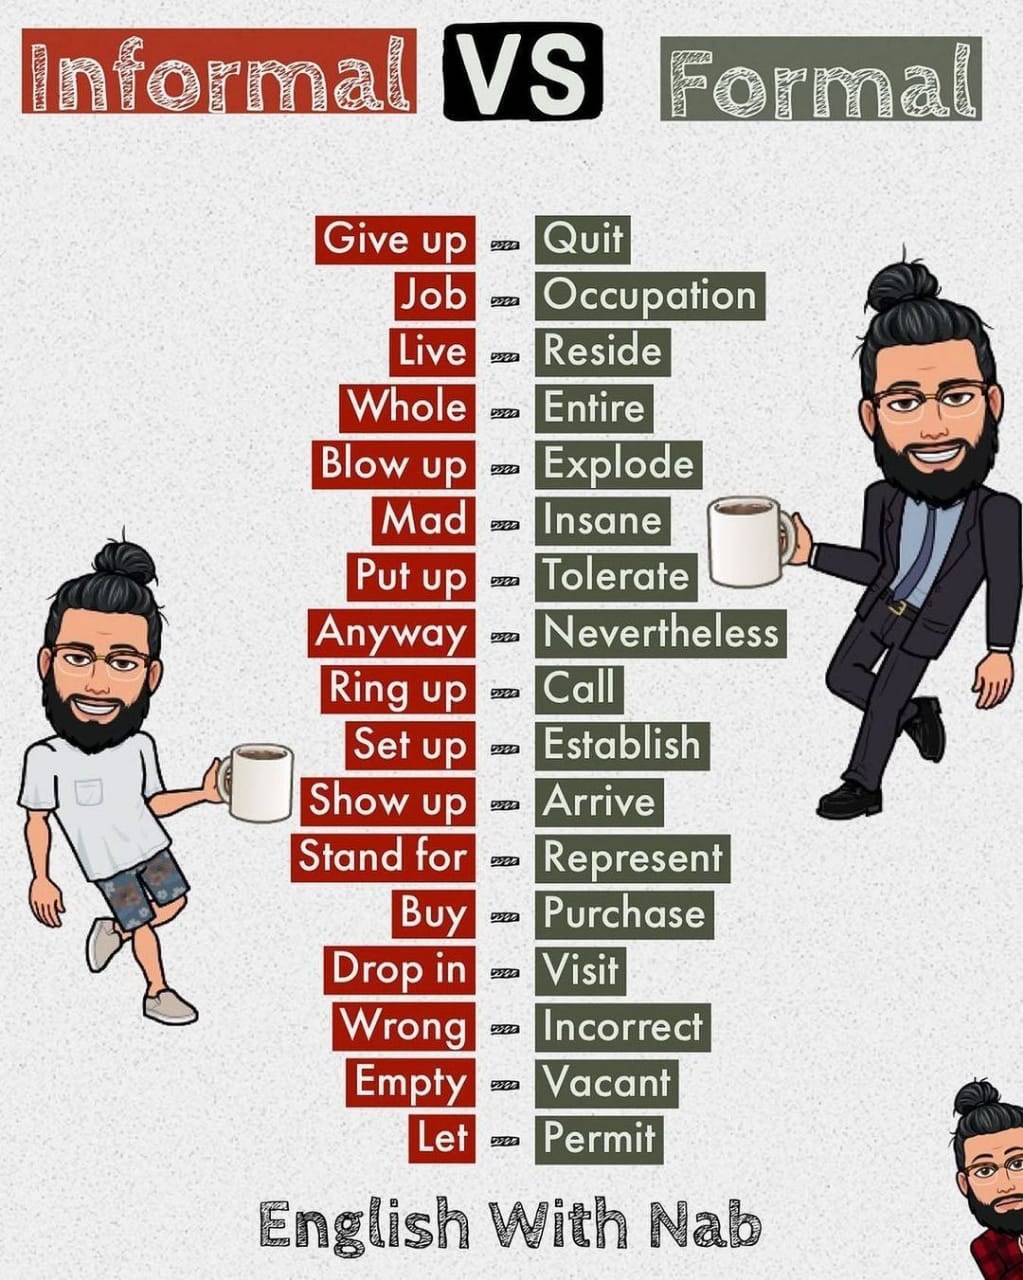 Informal VS Formal
Give up = Quit
Job = Occupation
Live = Reside
Whole = Entire
Blow up = Explode
Mad = Insane
Put up = Tolerate
Anyway = Nevertheless
Ring up = Call
Set up = Establish
Show up = Arrive
Stand for = Represent
Buy = Purchase
Drop in = Visit
Wrong = Incorrect
Empty = Vacant
Let = Permit
English With Nab